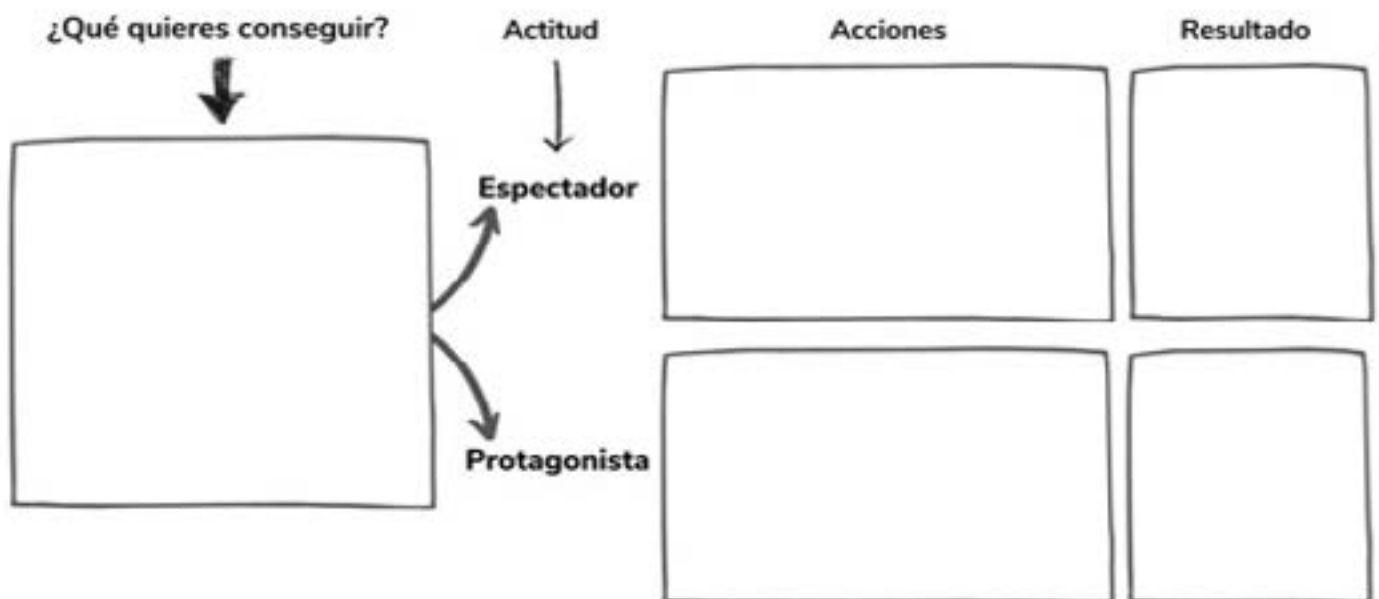 ¿Qué quieres conseguir?
Actitud
Acciones
Resultado
Espectador
Protagonista